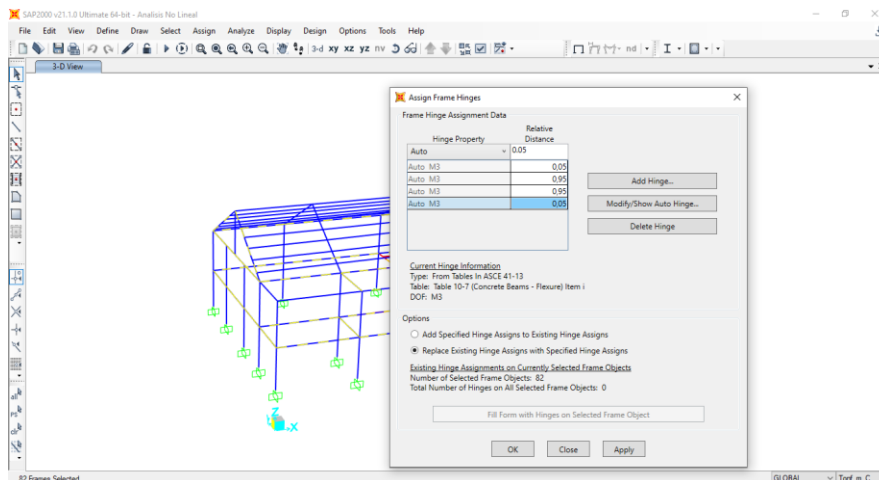 SAP2000 v21.1.0 Ultimate 64-bit - Analisis No Lineal
File Edit View Define Draw Select Assign Analyze Display Design Options Tools Help
3-d xy xz yz nv
nd
3-D View
Assign Frame Hinges
Frame Hinge Assignment Data
Relative
Hinge Property Distance
Auto 0.05
Auto M3 0,05
Auto M3 0,95
Auto M3 0,95
Auto M3 0,05
Add Hinge...
Modify/Show Auto Hinge...
Delete Hinge
Current Hinge Information
Type: From Tables In ASCE 41-13
Table: Table 10-7 (Concrete Beams - Flexure) Item i
DOF: M3
Options
Add Specified Hinge Assigns to Existing Hinge Assigns
Replace Existing Hinge Assigns with Specified Hinge Assigns
Existing Hinge Assignments on Currently Selected Frame Objects
Number of Selected Frame Objects: 82
Total Number of Hinges on All Selected Frame Objects: 0
Fill Form with Hinges on Selected Frame Object
OK Close Apply
Z
X
all
PS
clr
82 Frames Selected
GLOBAL Tonf, m, C